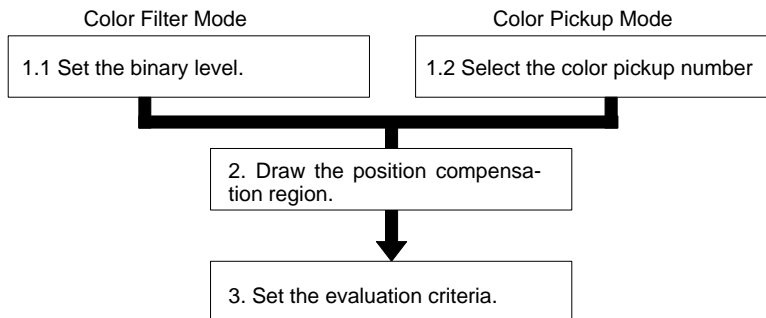 Color Filter Mode
Color Pickup Mode
1.1 Set the binary level.
1.2 Select the color pickup number
2. Draw the position compensa-
tion region.
3. Set the evaluation criteria.